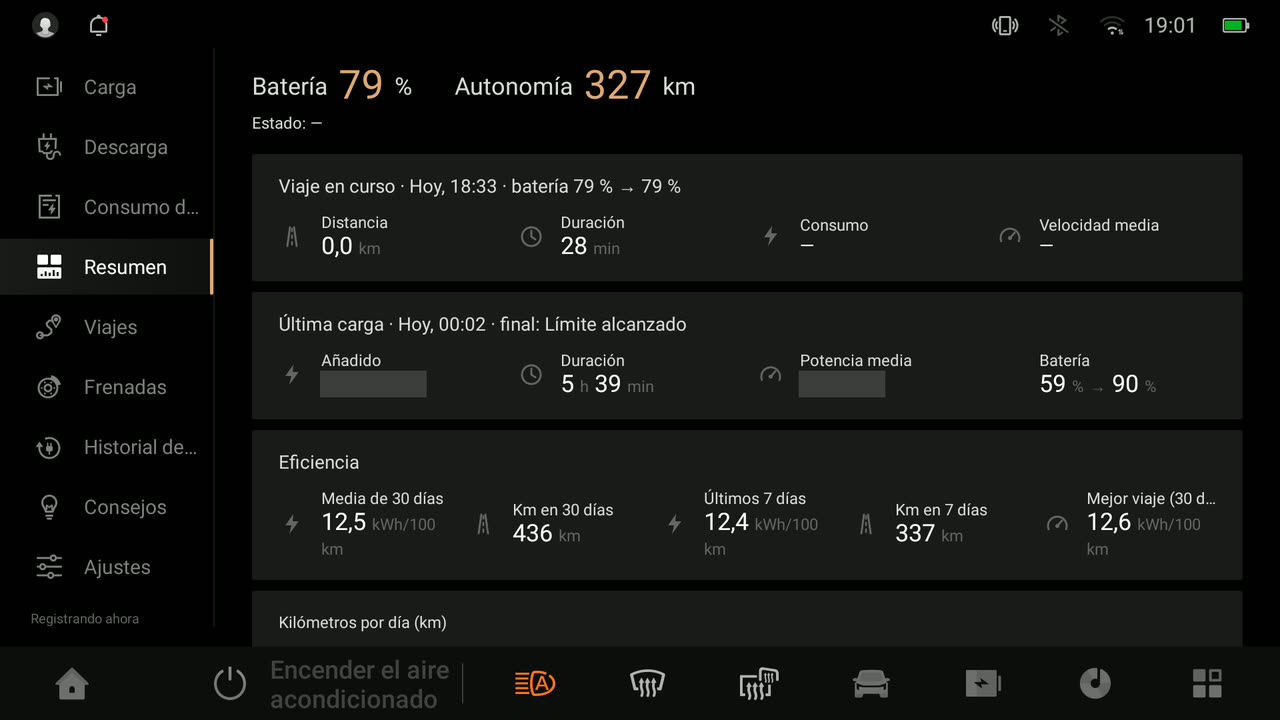 19:01
Carga
Descarga
Consumo d...
Resumen
Viajes
Frenadas
Historial de...
Consejos
Ajustes
Registrando ahora
Batería 79 % Autonomía 327 km
Estado: —
Viaje en curso · Hoy, 18:33 · batería 79 % → 79 %
Distancia
0,0 km
Duración
28 min
Consumo
—
Velocidad media
—
Última carga · Hoy, 00:02 · final: Límite alcanzado
Añadido
Duración
5 h 39 min
Potencia media
Batería
59 % → 90 %
Eficiencia
Media de 30 días
12,5 kWh/100
km
Km en 30 días
436 km
Últimos 7 días
12,4 kWh/100
km
Km en 7 días
337 km
Mejor viaje (30 d...
12,6 kWh/100
km
Kilómetros por día (km)
Encender el aire
acondicionado
A